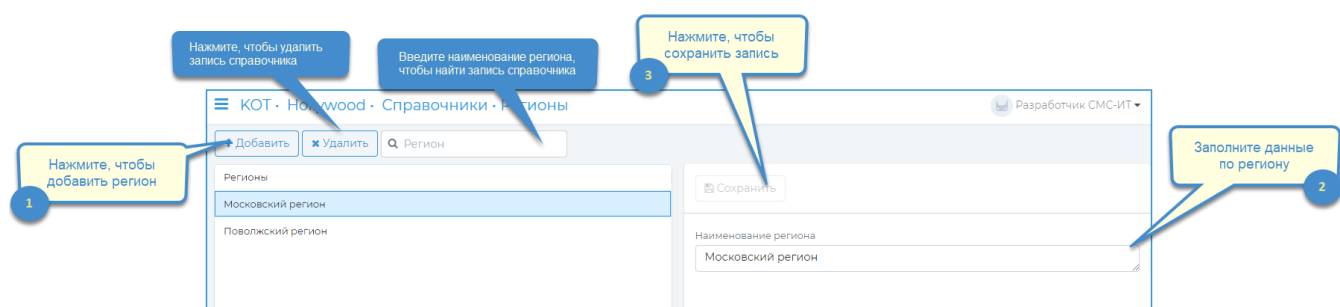 Нажмите, чтобы
сохранить запись
3
Нажмите, чтобы удалить
запись справочника
Введите наименование региона,
чтобы найти запись справочника
КОТ · Hollywood · Справочники · Регионы
Разработчик СМС-ИТ
Добавить
Удалить
Регион
Нажмите, чтобы
добавить регион
1
Заполните данные
по региону
2
Регионы
Сохранить
Московский регион
Поволжский регион
Наименование региона
Московский регион